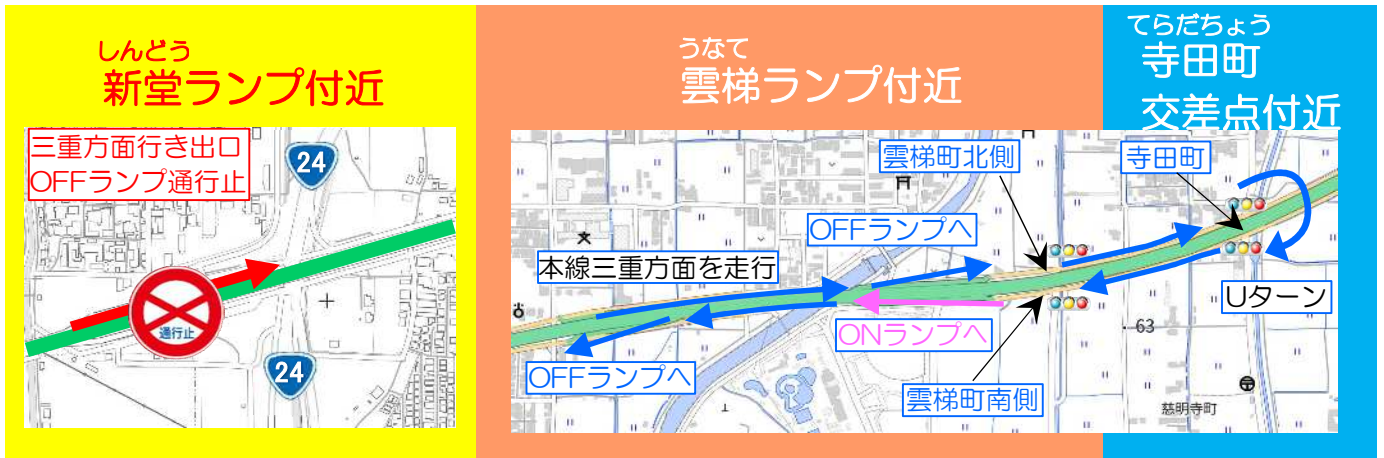 しんどう
新堂ランプ付近
三重方面行き出口
OFFランプ通行止
24
通行止
24
うなて
雲梯ランプ付近
雲梯町北側
OFFランプへ
本線三重方面を走行
ONランプへ
OFFランプへ
雲梯町南側
てらだちょう
寺田町
交差点付近
寺田町
Uターン
63
慈明寺町